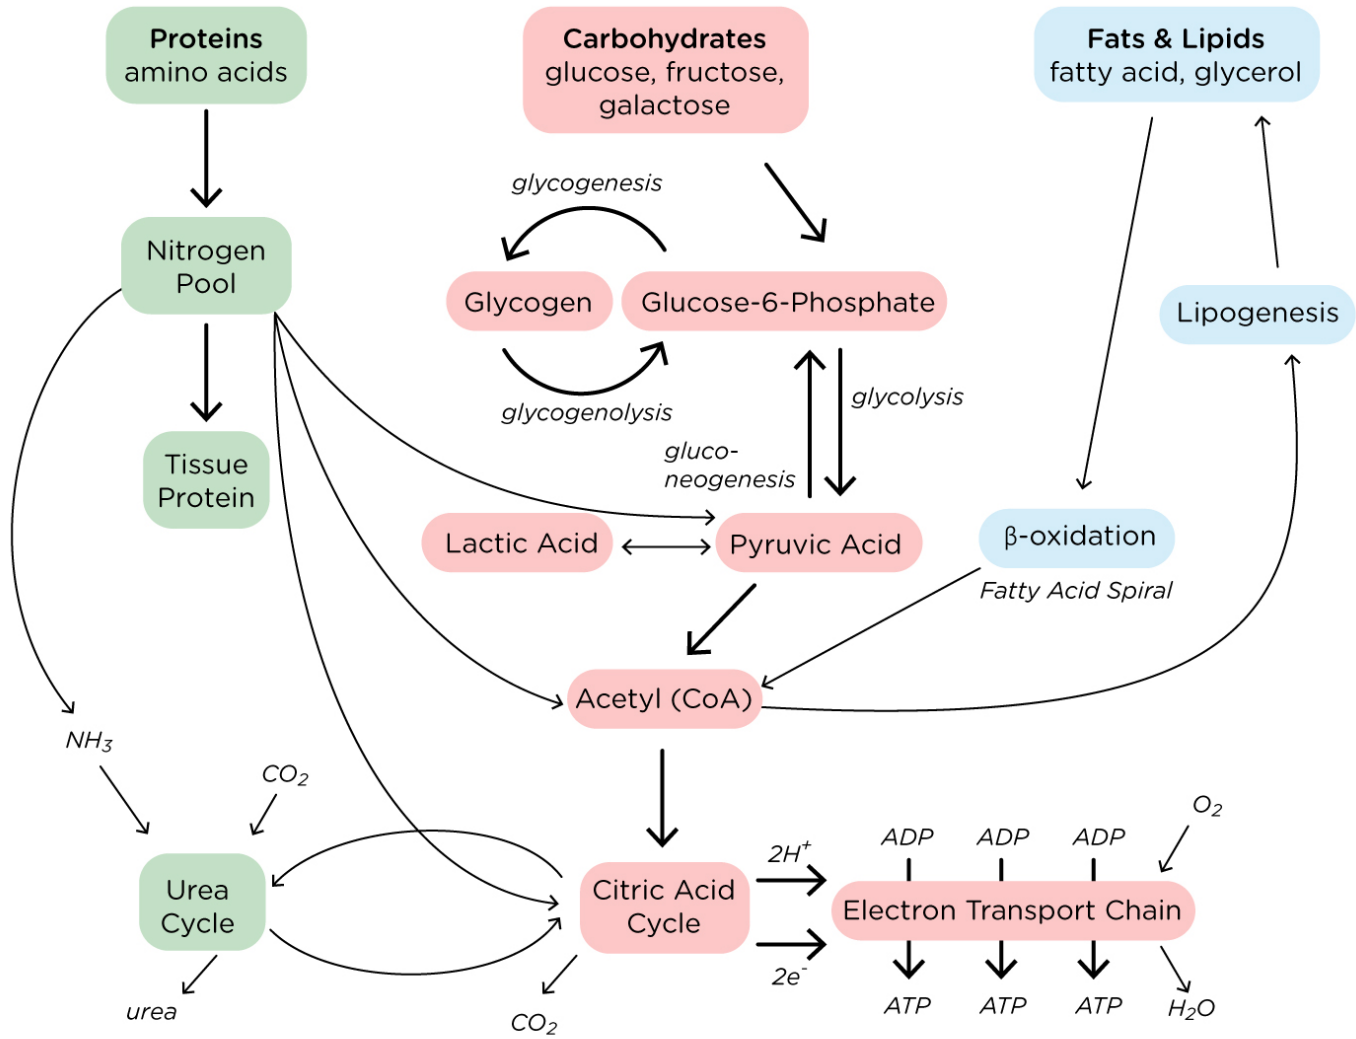 Proteins
amino acids
Carbohydrates
glucose, fructose,
galactose
Fats & Lipids
fatty acid, glycerol
glycogenesis
Nitrogen
Pool
Glycogen
Glucose-6-Phosphate
Lipogenesis
glycogenolysis
glycolysis
gluco-
neogenesis
Tissue
Protein
Lactic Acid
Pyruvic Acid
β-oxidation
Fatty Acid Spiral
Acetyl (CoA)
NH₃
CO₂
O₂
2H⁺
ADP
ADP
ADP
Urea
Cycle
Citric Acid
Cycle
Electron Transport Chain
2e⁻
urea
CO₂
ATP
ATP
ATP
H₂O